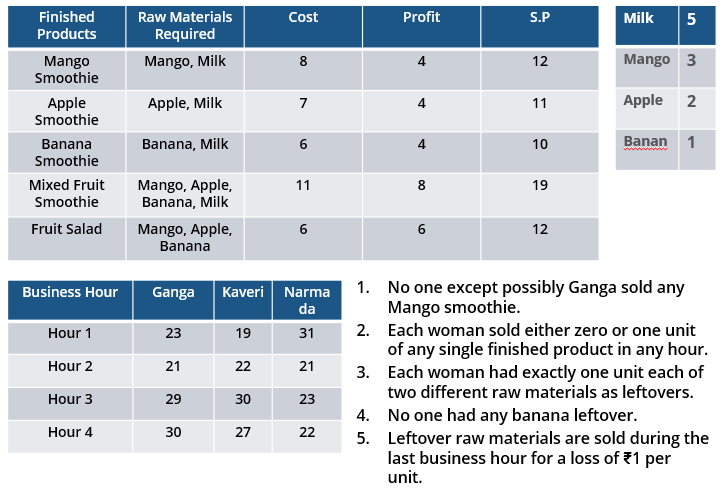 Finished Products	Raw Materials Required	Cost	Profit	S.P
Mango Smoothie	Mango, Milk	8	4	12
Apple Smoothie	Apple, Milk	7	4	11
Banana Smoothie	Banana, Milk	6	4	10
Mixed Fruit Smoothie	Mango, Apple, Banana, Milk	11	8	19
Fruit Salad	Mango, Apple, Banana	6	6	12
Milk	5
Mango	3
Apple	2
Banan	1
Business Hour	Ganga	Kaveri	Narma da
Hour 1	23	19	31
Hour 2	21	22	21
Hour 3	29	30	23
Hour 4	30	27	22
1. No one except possibly Ganga sold any
Mango smoothie.
2. Each woman sold either zero or one unit
of any single finished product in any hour.
3. Each woman had exactly one unit each of
two different raw materials as leftovers.
4. No one had any banana leftover.
5. Leftover raw materials are sold during the
last business hour for a loss of ₹1 per
unit.